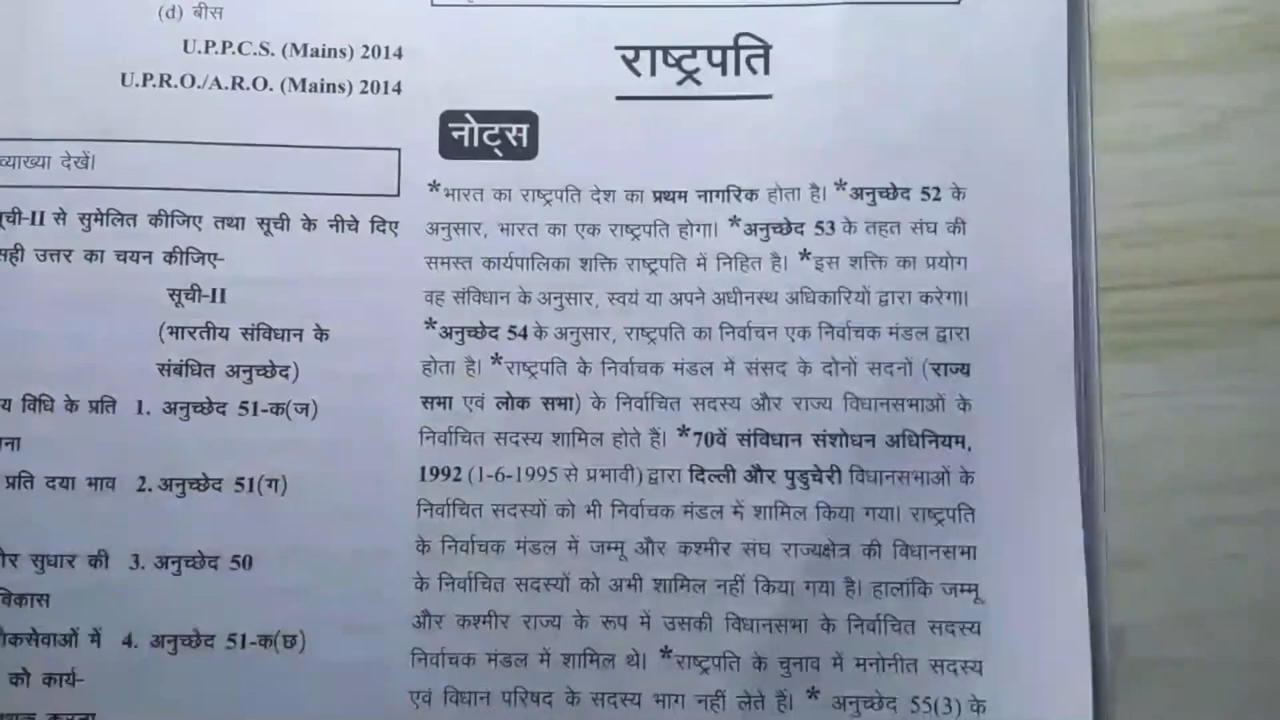 (d) बीस
U.P.P.C.S. (Mains) 2014
U.P.R.O./A.R.O. (Mains) 2014
व्याख्या देखें।
सूची-II से सुमेलित कीजिए तथा सूची के नीचे दिए
सही उत्तर का चयन कीजिए-
सूची-II
(भारतीय संविधान के
संबंधित अनुच्छेद)
विधि के प्रति 1. अनुच्छेद 51-क(ज)
प्रति दया भाव 2. अनुच्छेद 51(ग)
सुधार की 3. अनुच्छेद 50
विकास
में 4. अनुच्छेद 51-क(छ)
को कार्य-
राष्ट्रपति
नोट्स
*भारत का राष्ट्रपति देश का प्रथम नागरिक होता है। *अनुच्छेद 52 के
अनुसार, भारत का एक राष्ट्रपति होगा। *अनुच्छेद 53 के तहत संघ की
समस्त कार्यपालिका शक्ति राष्ट्रपति में निहित है। *इस शक्ति का प्रयोग
वह संविधान के अनुसार, स्वयं या अपने अधीनस्थ अधिकारियों द्वारा करेगा।
*अनुच्छेद 54 के अनुसार, राष्ट्रपति का निर्वाचन एक निर्वाचक मंडल द्वारा
होता है। *राष्ट्रपति के निर्वाचक मंडल में संसद के दोनों सदनों (राज्य
सभा एवं लोक सभा) के निर्वाचित सदस्य और राज्य विधानसभाओं के
निर्वाचित सदस्य शामिल होते हैं। *70वें संविधान संशोधन अधिनियम,
1992 (1-6-1995 से प्रभावी) द्वारा दिल्ली और पुडुचेरी विधानसभाओं के
निर्वाचित सदस्यों को भी निर्वाचक मंडल में शामिल किया गया। राष्ट्रपति
के निर्वाचक मंडल में जम्मू और कश्मीर संघ राज्यक्षेत्र की विधानसभा
के निर्वाचित सदस्यों को अभी शामिल नहीं किया गया है। हालांकि जम्मू
और कश्मीर राज्य के रूप में उसकी विधानसभा के निर्वाचित सदस्य
निर्वाचक मंडल में शामिल थे। *राष्ट्रपति के चुनाव में मनोनीत सदस्य
एवं विधान परिषद के सदस्य भाग नहीं लेते हैं। * अनुच्छेद 55(3) के